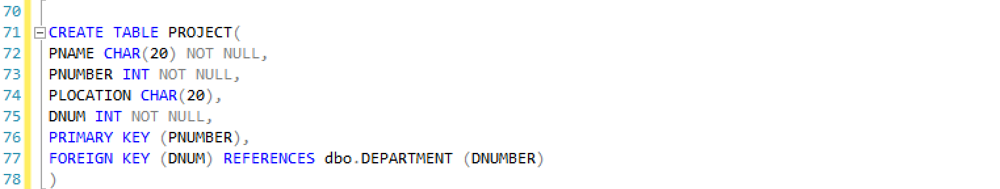 70
71 CREATE TABLE PROJECT(
72 PNAME CHAR(20) NOT NULL,
73 PNUMBER INT NOT NULL,
74 PLOCATION CHAR(20),
75 DNUM INT NOT NULL,
76 PRIMARY KEY (PNUMBER),
77 FOREIGN KEY (DNUM) REFERENCES dbo.DEPARTMENT (DNUMBER)
78 )